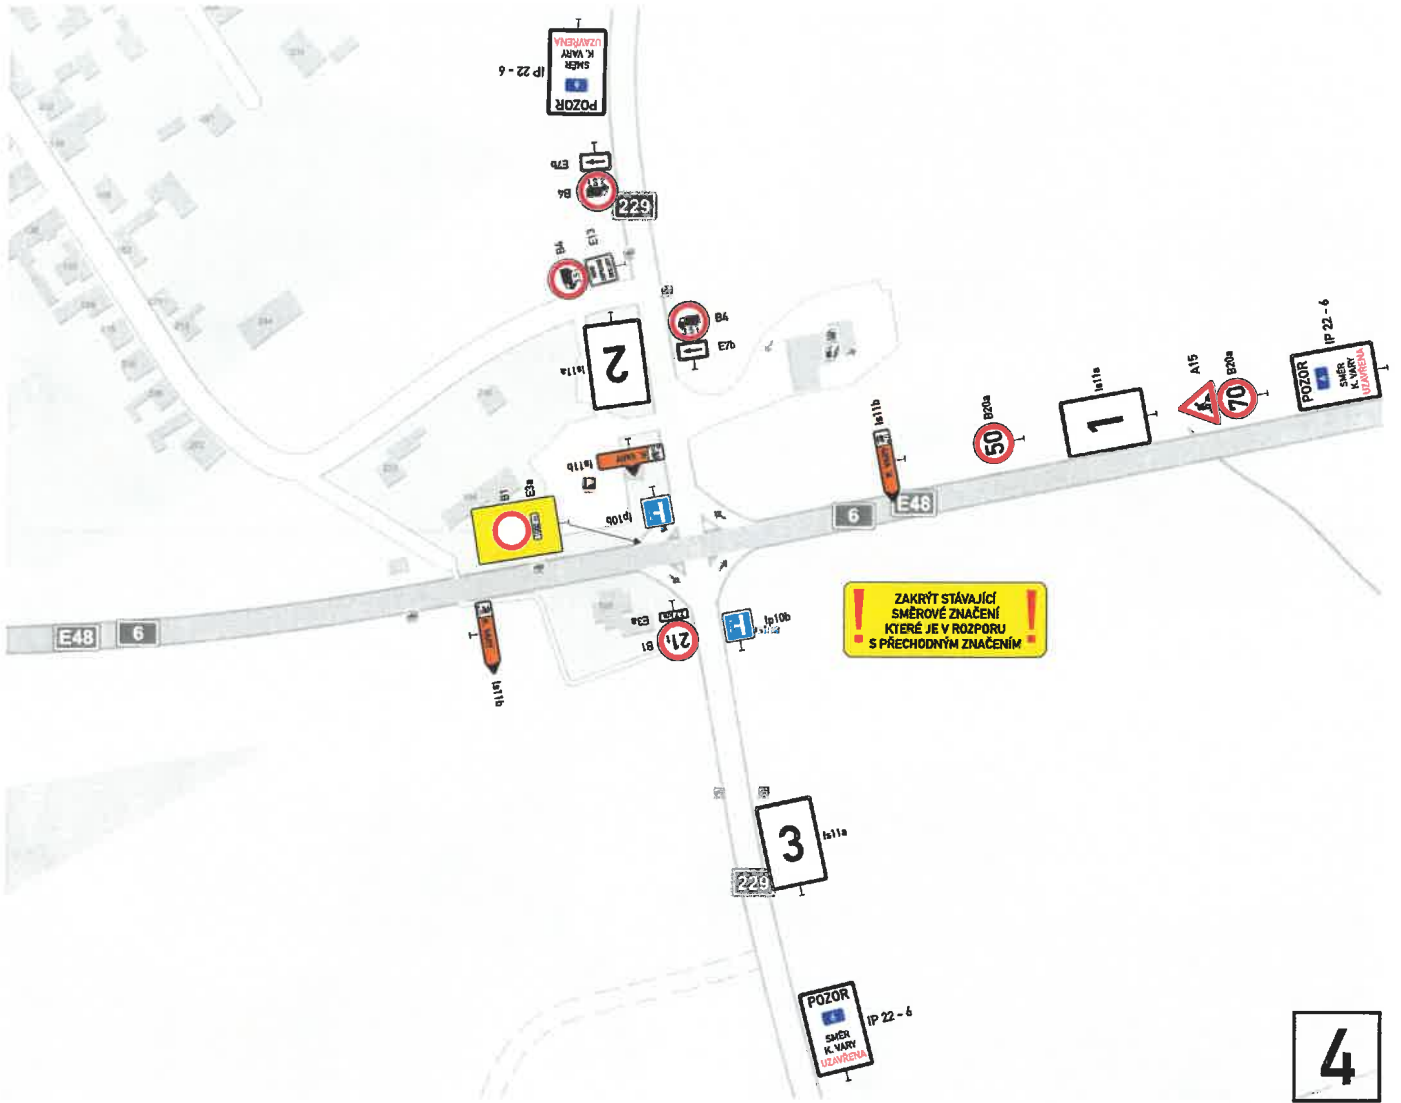 POZOR
SMĚR
K. VARY
UZAVŘENA
IP 22 - 6
E7b
B4
229
B4
E13
B4
E7b
2
Is11a
Is11b
K. VARY
Ip10b
B1
E3a
Is11b
K. VARY
B20a
50
1
Is11a
A15
B20a
70
POZOR
SMĚR
K. VARY
UZAVŘENA
IP 22 - 6
6
E48
E48
6
Is11b
E3a
B1
Ip10b
ZAKRÝT STÁVAJÍCÍ
SMĚROVÉ ZNAČENÍ
KTERÉ JE V ROZPORU
S PŘECHODNÝM ZNAČENÍM
3
Is11a
229
POZOR
SMĚR
K. VARY
UZAVŘENA
IP 22 - 6
4